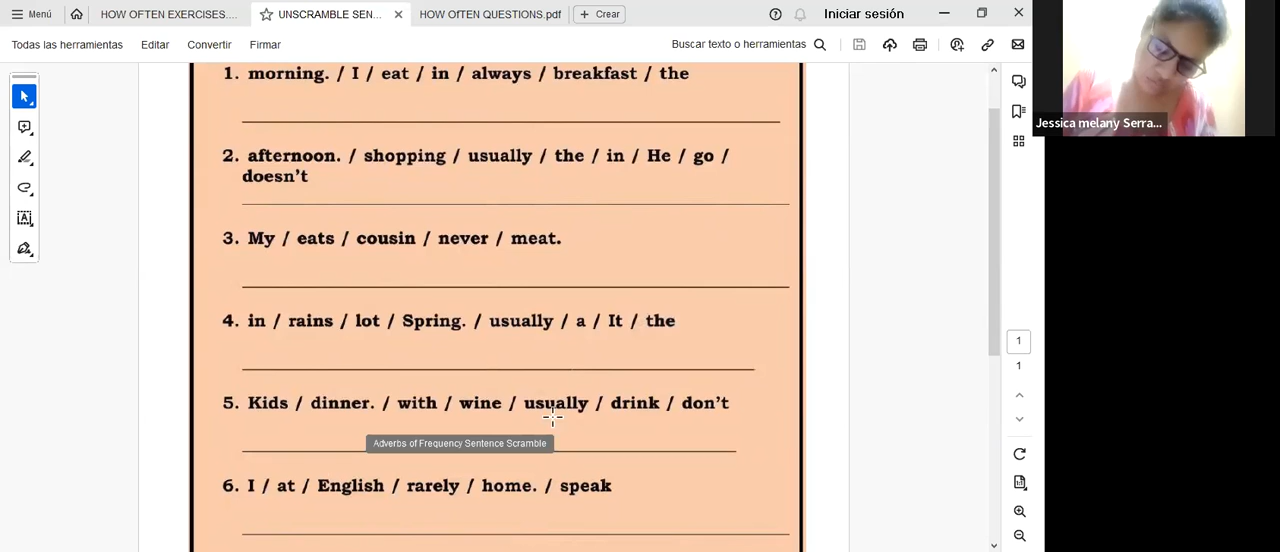 Menú
HOW OFTEN EXERCISES....
UNSCRAMBLE SEN...
HOW OfTEN QUESTIONS.pdf
Crear
Iniciar sesión
Todas las herramientas
Editar
Convertir
Firmar
Buscar texto o herramientas
Jessica melany Serra...
1. morning. / I / eat / in / always / breakfast / the
2. afternoon. / shopping / usually / the / in / He / go /
doesn't
3. My / eats / cousin / never / meat.
4. in / rains / lot / Spring. / usually / a / It / the
5. Kids / dinner. / with / wine / usually / drink / don't
Adverbs of Frequency Sentence Scramble
6. I / at / English / rarely / home. / speak
1
1